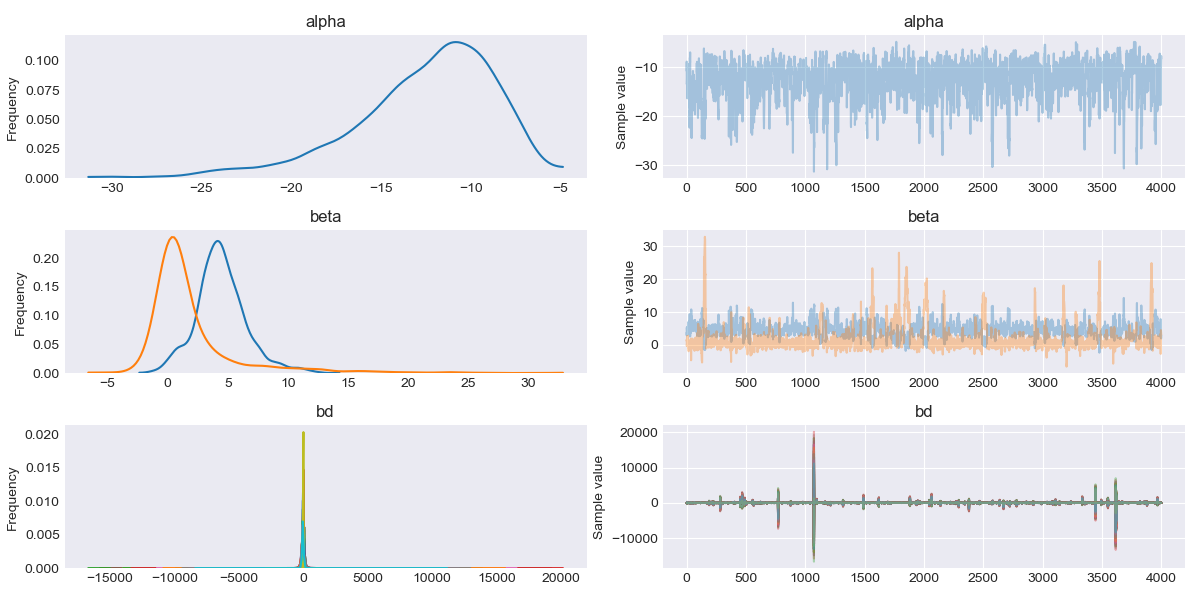 alpha
Frequency
0.100
0.075
0.050
0.025
0.000
−30 −25 −20 −15 −10 −5
alpha
Sample value
−10
−20
−30
0 500 1000 1500 2000 2500 3000 3500 4000
beta
Frequency
0.20
0.15
0.10
0.05
0.00
−5 0 5 10 15 20 25 30
beta
Sample value
30
20
10
0
0 500 1000 1500 2000 2500 3000 3500 4000
bd
Frequency
0.020
0.015
0.010
0.005
0.000
−15000 −10000 −5000 0 5000 10000 15000 20000
bd
Sample value
20000
10000
0
−10000
0 500 1000 1500 2000 2500 3000 3500 4000